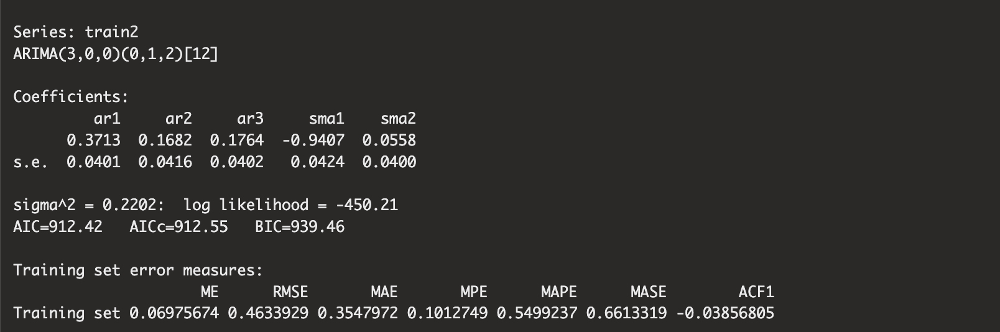 Series: train2
ARIMA(3,0,0)(0,1,2)[12]
Coefficients:
ar1 ar2 ar3 sma1 sma2
0.3713 0.1682 0.1764 -0.9407 0.0558
s.e. 0.0401 0.0416 0.0402 0.0424 0.0400
sigma^2 = 0.2202: log likelihood = -450.21
AIC=912.42 AICc=912.55 BIC=939.46
Training set error measures:
ME RMSE MAE MPE MAPE MASE ACF1
Training set 0.06975674 0.4633929 0.3547972 0.1012749 0.5499237 0.6613319 -0.03856805